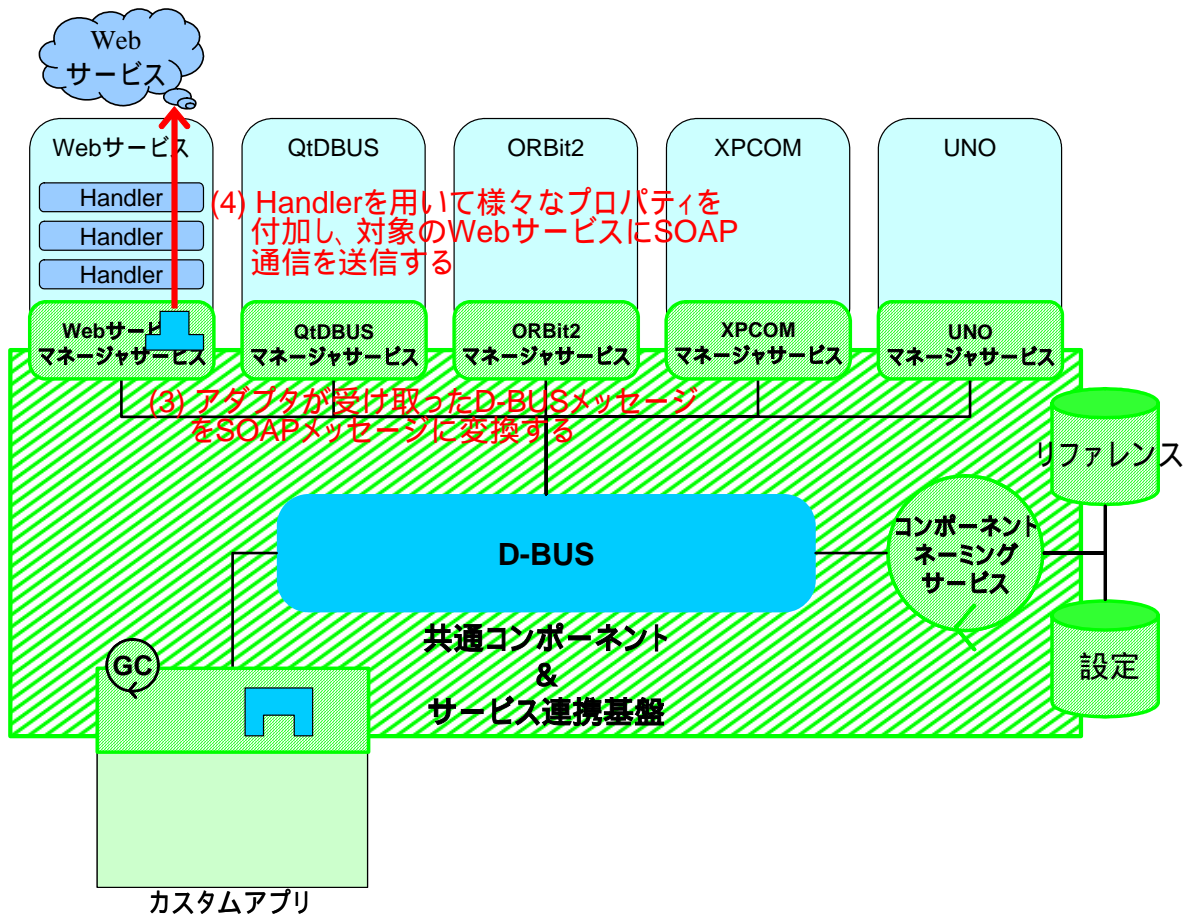 Web
サービス
Webサービス
QtDBUS
ORBit2
XPCOM
UNO
Handler
Handler
Handler
(4) Handlerを用いて様々なプロパティを
付加し、対象のWebサービスにSOAP
通信を送信する
Webサービス
マネージャサービス
QtDBUS
マネージャサービス
ORBit2
マネージャサービス
XPCOM
マネージャサービス
UNO
マネージャサービス
(3) アダプタが受け取ったD-BUSメッセージ
をSOAPメッセージに変換する
リファレンス
D-BUS
コンポーネント
ネーミング
サービス
共通コンポーネント
&
サービス連携基盤
設定
GC
カスタムアプリ